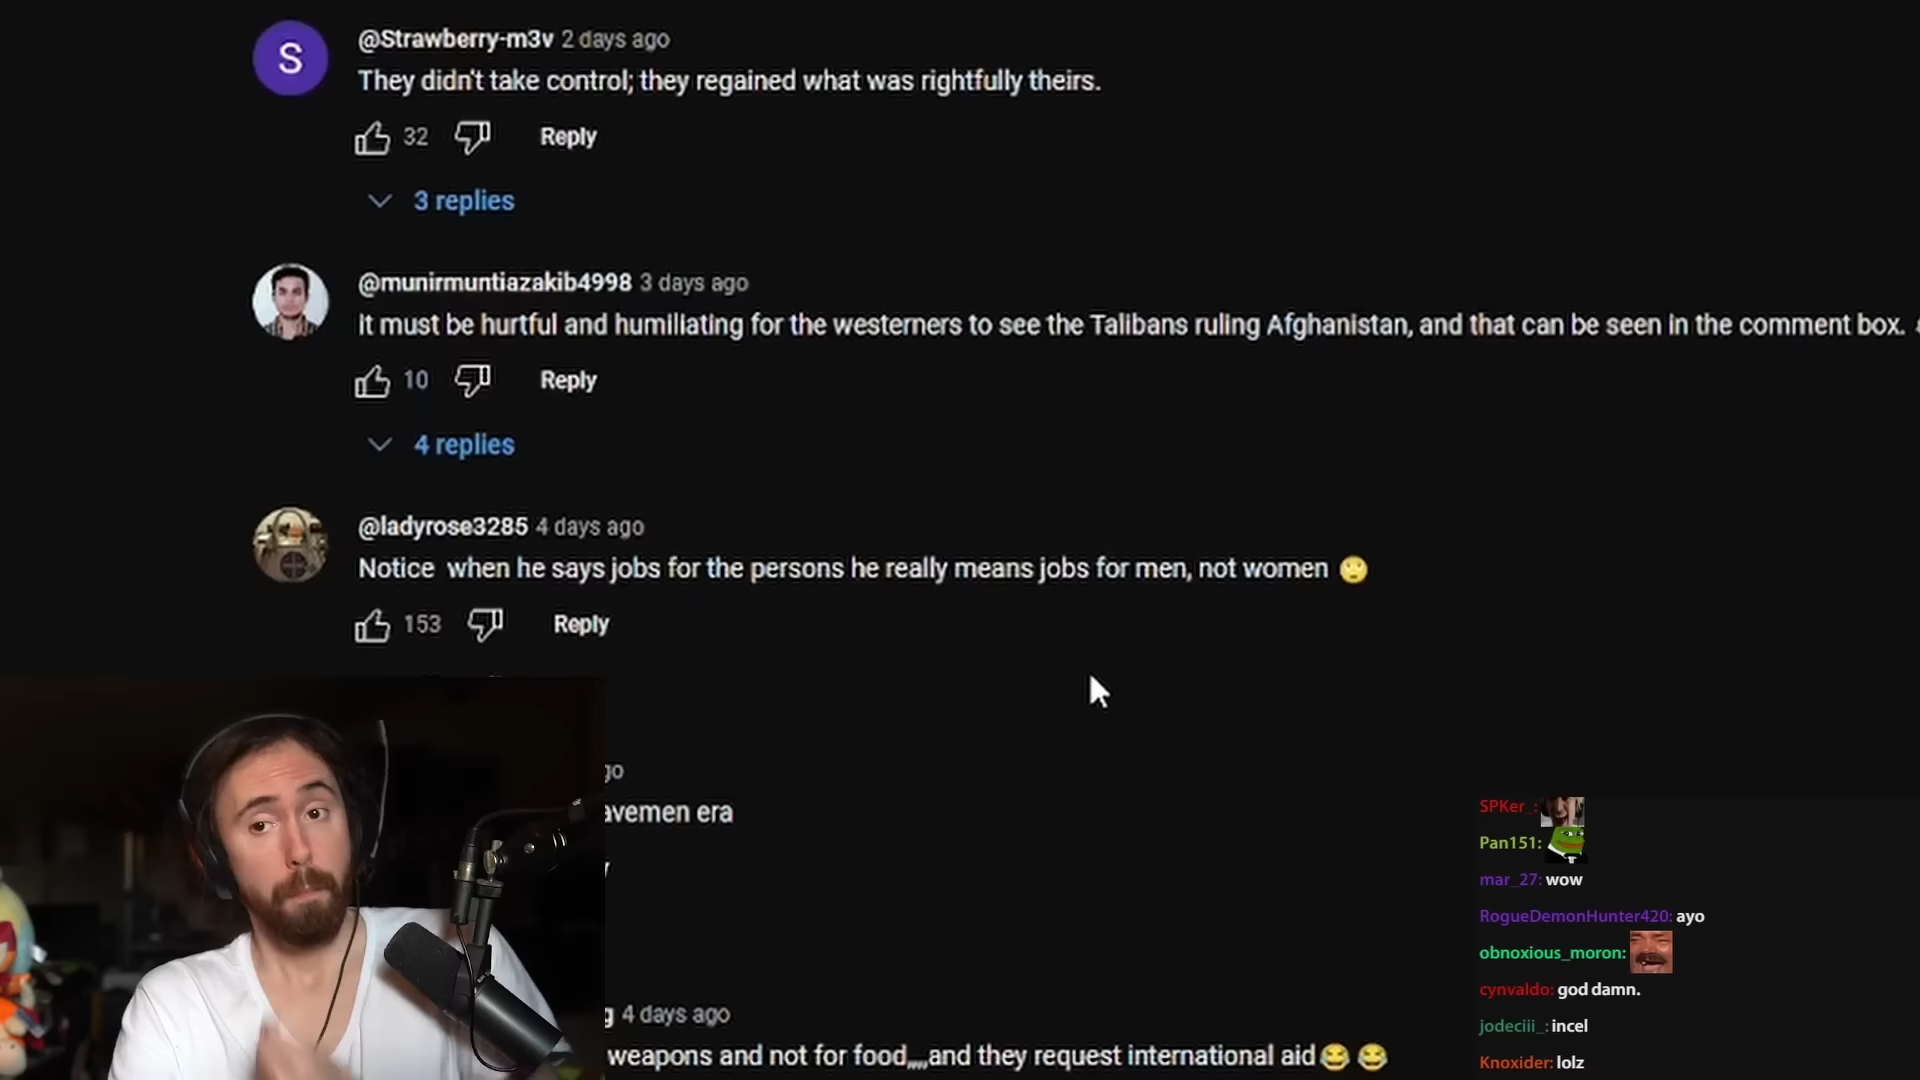 S
@Strawberry-m3v 2 days ago
They didn't take control; they regained what was rightfully theirs.
32 Reply
3 replies
@munirmuntiazakib4998 3 days ago
It must be hurtful and humiliating for the westerners to see the Talibans ruling Afghanistan, and that can be seen in the comment box.
10 Reply
4 replies
@ladyrose3285 4 days ago
Notice when he says jobs for the persons he really means jobs for men, not women 🙄
153 Reply
go
avemen era
g 4 days ago
weapons and not for food,,,,and they request international aid😂 😂
SPKer_:
Pan151:
mar_27: wow
RogueDemonHunter420: ayo
obnoxious_moron:
cynvaldo: god damn.
jodeciii_: incel
Knoxider: lolz